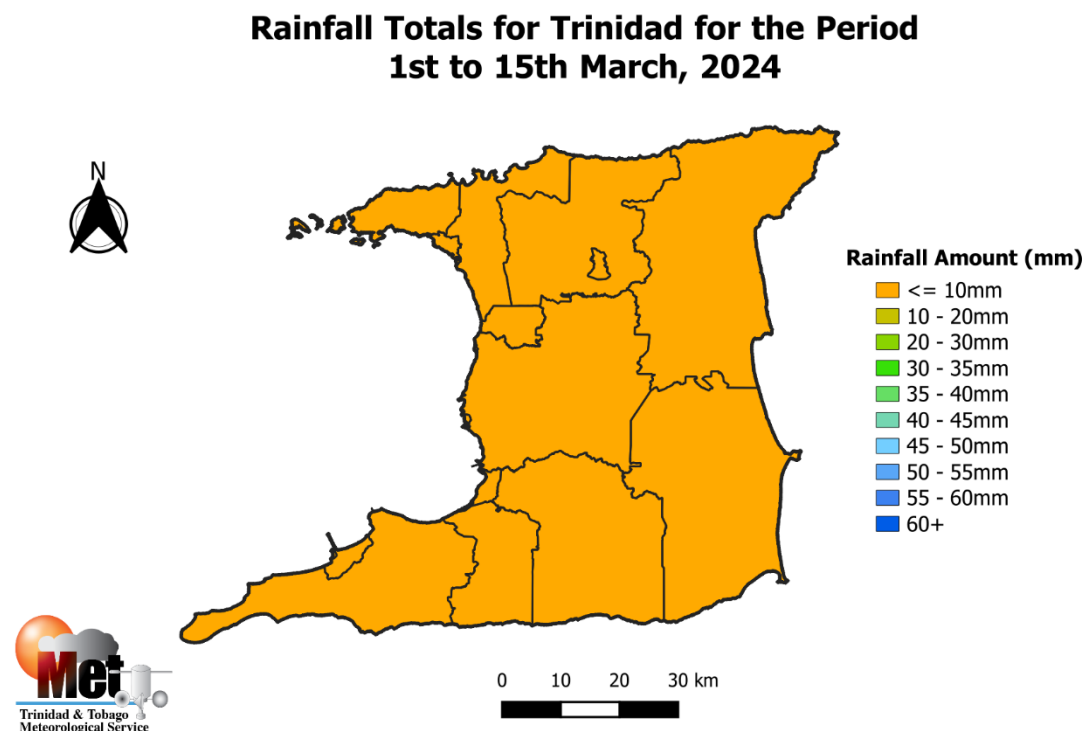 Rainfall Totals for Trinidad for the Period
1st to 15th March, 2024
N
Rainfall Amount (mm)
<= 10mm
10 - 20mm
20 - 30mm
30 - 35mm
35 - 40mm
40 - 45mm
45 - 50mm
50 - 55mm
55 - 60mm
60+
0 10 20 30 km
Met
Trinidad & Tobago
Meteorological Service